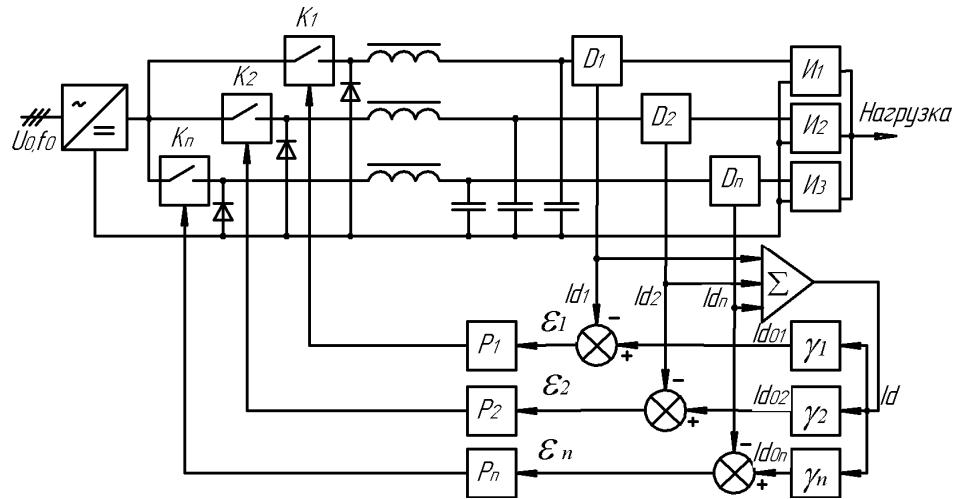 K1
K2
Kn
~
=
U0,f0
D1
D2
Dn
И1
И2
И3
Нагрузка
Id1
Id2
Idn
Σ
ε1
ε2
εn
P1
P2
Pn
−
+
−
+
−
+
Id01
Id02
Id0n
γ1
γ2
γn
Id